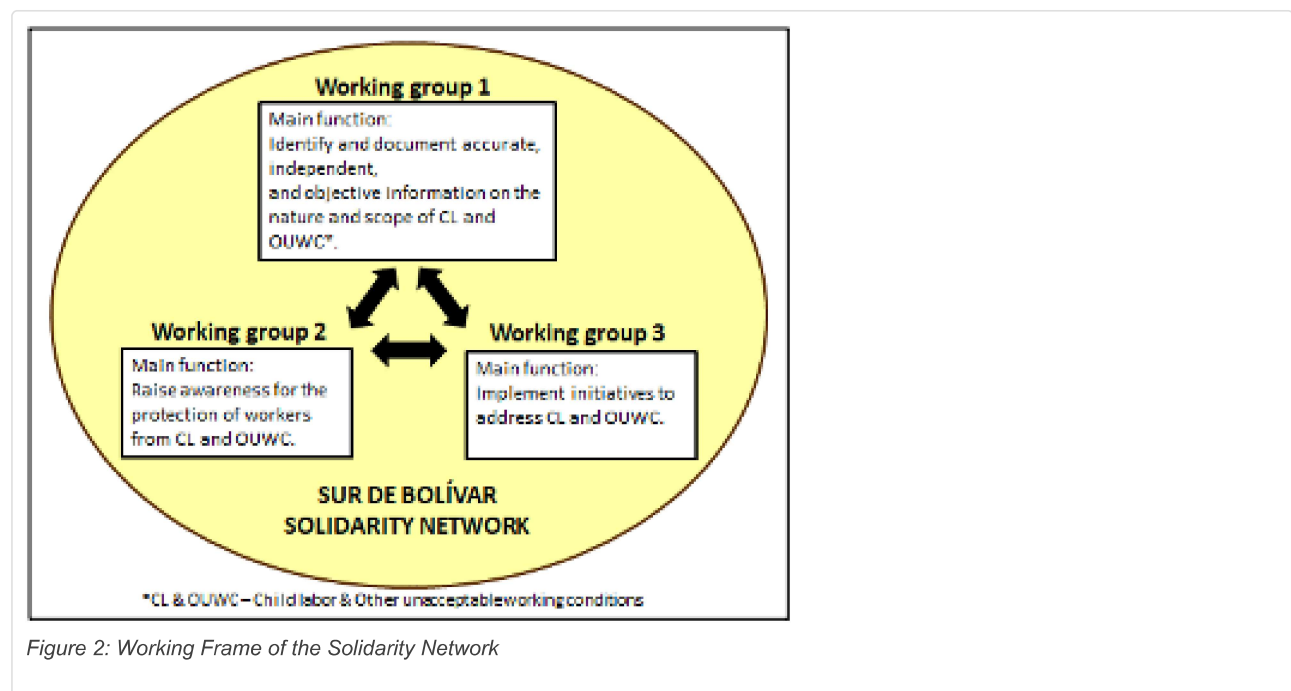 Working group 1
Main function:
Identify and document accurate,
independent,
and objective information on the
nature and scope of CL and
OUWC*.
Working group 2
Main function:
Raise awareness for the
protection of workers
from CL and OUWC.
Working group 3
Main function:
Implement initiatives to
address CL and OUWC.
SUR DE BOLÍVAR
SOLIDARITY NETWORK
*CL & OUWC – Child labor & Other unacceptable working conditions
Figure 2: Working Frame of the Solidarity Network